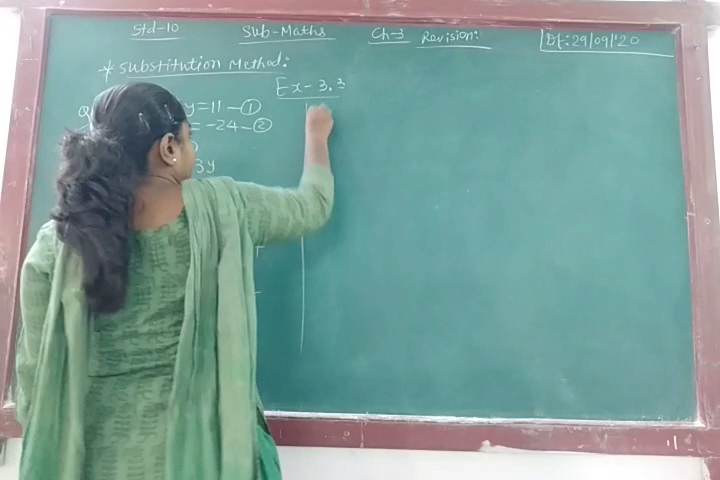 Std-10 Sub-Maths Ch-3 Revision: Dt:29/09/'20
* Substitution Method:
Ex-3.3
Q y=11-①
= -24-②
3y